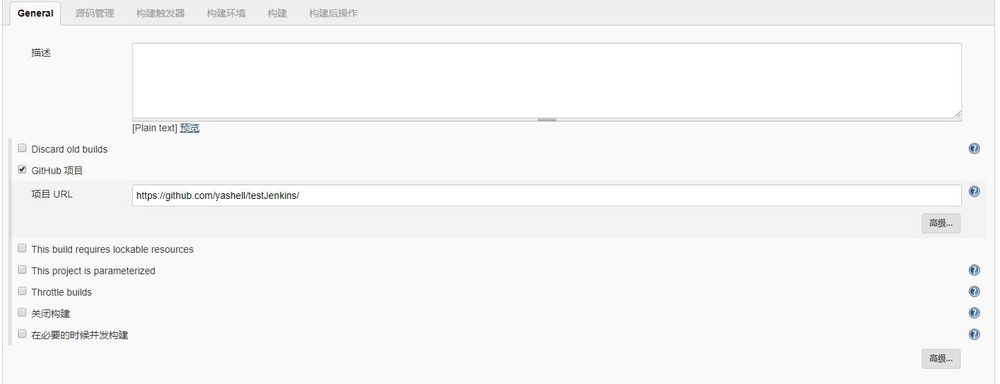 General 源码管理 构建触发器 构建环境 构建 构建后操作
描述
[Plain text] 预览
Discard old builds
GitHub 项目
项目 URL https://github.com/yashell/testJenkins/
高级...
This build requires lockable resources
This project is parameterized
Throttle builds
关闭构建
在必要的时候并发构建
高级...